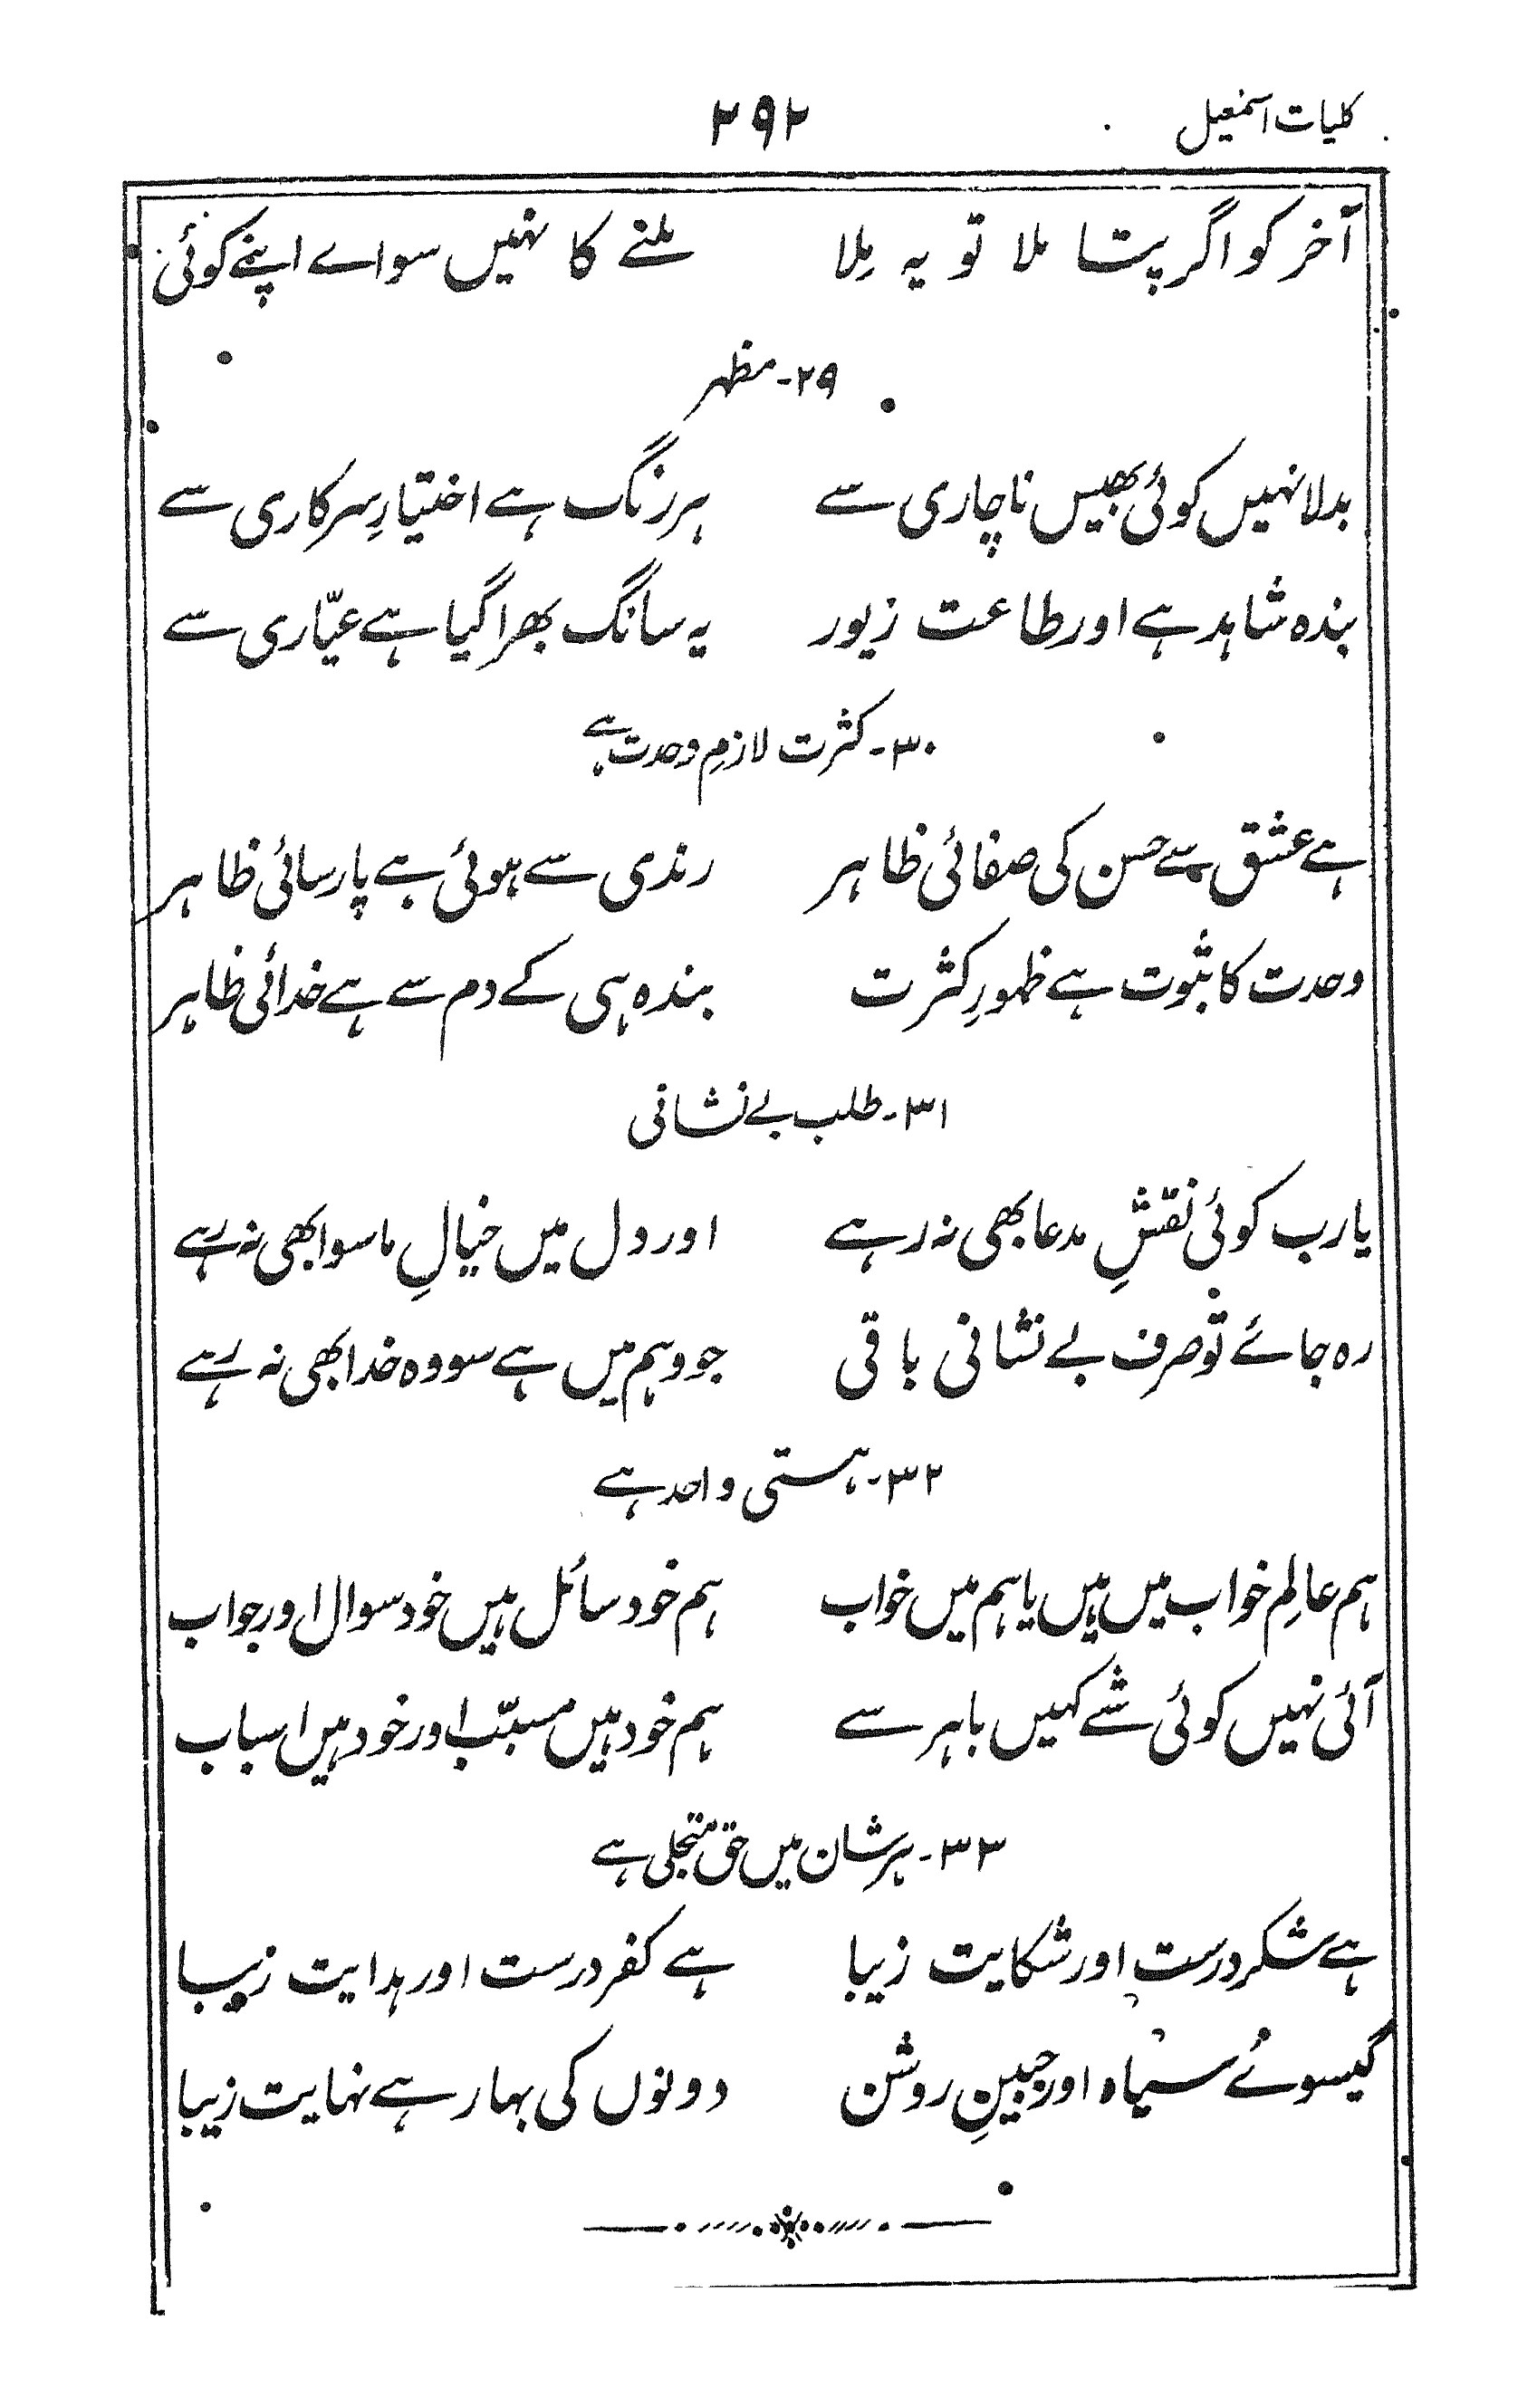 کلیات اسمٰعیل ۲۹۲
آخر کو اگر پتا ملا تو یہ مِلا ملنے کا نہیں سواے اپنے کوئی
۲۹۔ مظہر
بدلا نہیں کوئی بھیس ناچاری سے ہر رنگ ہے اختیارِ سرکاری سے
بندہ شاہد ہے اور طاعت زیور یہ سانگ بھرا گیا ہے عیّاری سے
۳۰۔ کثرت لازمِ وحدت ہے
ہے عشق سے حسن کی صفائی ظاہر رندی سے ہوئی ہے پارسائی ظاہر
وحدت کا ثبوت ہے ظہورِ کثرت بندہ ہی کے دم سے ہے خدائی ظاہر
۳۱۔ طلب بے نشانی
یارب کوئی نقشِ مدعا بھی نہ رہے اور دل میں خیالِ ماسوا بھی نہ رہے
رہ جائے تو صرف بے نشانی باقی جو وہم میں ہے سو وہ خدا بھی نہ رہے
۳۲۔ ہستی واحد ہے
ہم عالمِ خواب میں ہیں یا ہم میں خواب ہم خود سائل ہیں خود سوال اور جواب
آئی نہیں کوئی شے کہیں باہر سے ہم خود ہیں مسبّب اور خود ہیں اسباب
۳۳۔ ہر شان میں حق متجلی ہے
ہے شکر درست اور شکایت زیبا ہے کفر درست اور ہدایت زیبا
گیسوئے سیاہ اور جبینِ روشن دونوں کی بہار ہے نہایت زیبا